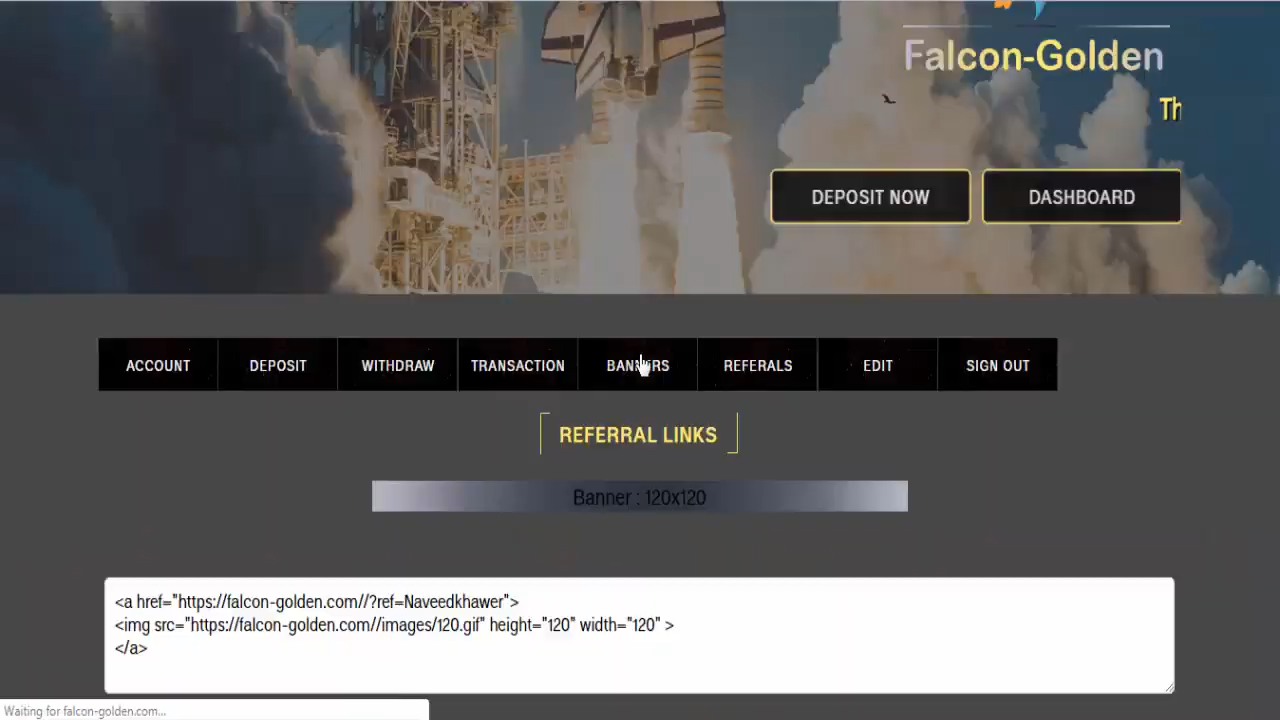 Falcon-Golden
Th
DEPOSIT NOW
DASHBOARD
ACCOUNT
DEPOSIT
WITHDRAW
TRANSACTION
BANNERS
REFERALS
EDIT
SIGN OUT
REFERRAL LINKS
Banner : 120x120
<a href="https://falcon-golden.com//?ref=Naveedkhawer">
<img src="https://falcon-golden.com//images/120.gif" height="120" width="120" >
</a>
Waiting for falcon-golden.com...